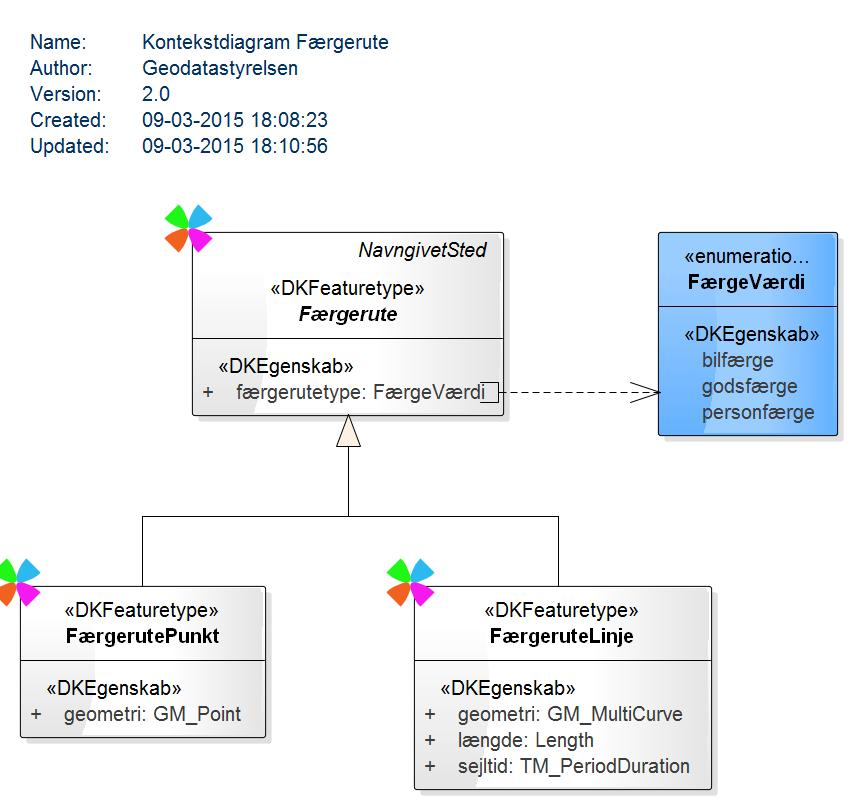 Name: Kontekstdiagram Færgerute
Author: Geodatastyrelsen
Version: 2.0
Created: 09-03-2015 18:08:23
Updated: 09-03-2015 18:10:56
NavngivetSted
«DKFeaturetype»
Færgerute
«DKEgenskab»
+ færgerutetype: FærgeVærdi
«enumeratio...
FærgeVærdi
«DKEgenskab»
bilfærge
godsfærge
personfærge
«DKFeaturetype»
FærgerutePunkt
«DKEgenskab»
+ geometri: GM_Point
«DKFeaturetype»
FærgeruteLinje
«DKEgenskab»
+ geometri: GM_MultiCurve
+ længde: Length
+ sejltid: TM_PeriodDuration